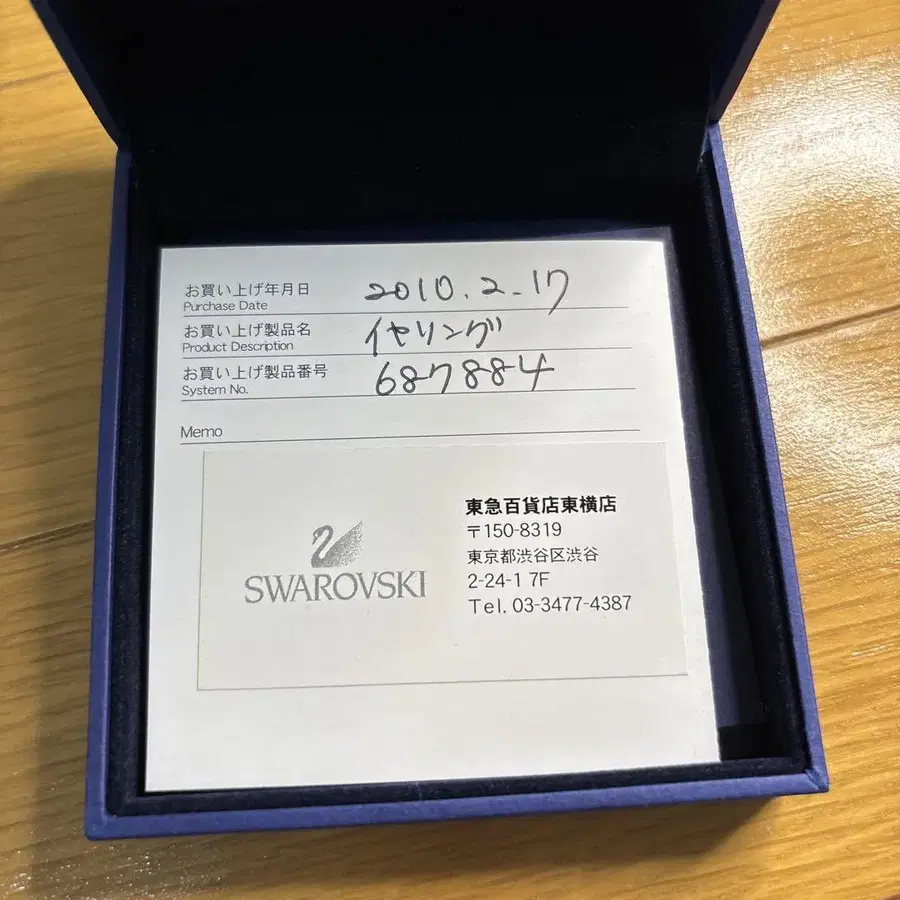 お買い上げ年月日 2010.2.17
Purchase Date
お買い上げ製品名 イヤリング
Product Description
お買い上げ製品番号 687884
System No.
Memo
SWAROVSKI
東急百貨店東横店
〒150-8319
東京都渋谷区渋谷
2-24-1 7F
Tel. 03-3477-4387